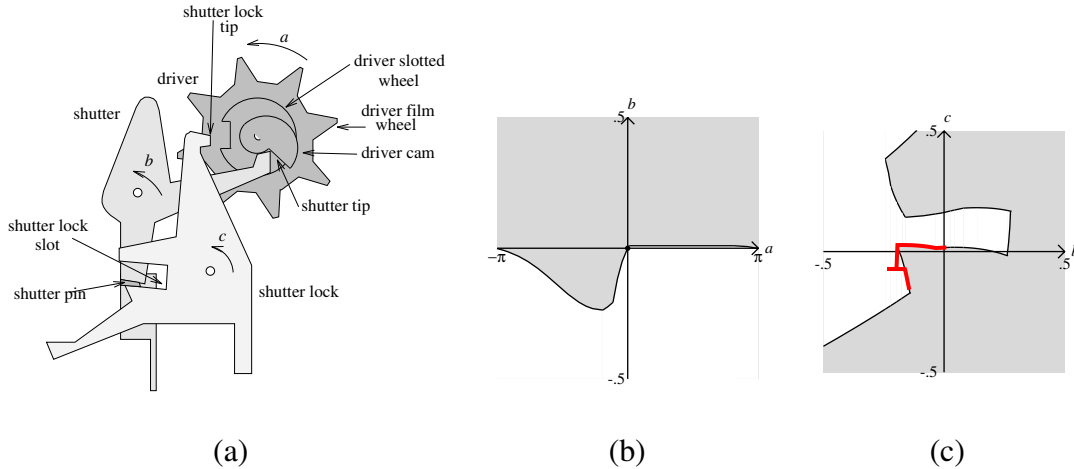 shutter lock
tip
a
driver slotted
wheel
driver
shutter
driver film
wheel
driver cam
b
shutter tip
shutter lock
slot
c
shutter pin
shutter lock
(a)
b
.5
−π
a
π
-.5
(b)
c
.5
-.5
b
.5
-.5
(c)